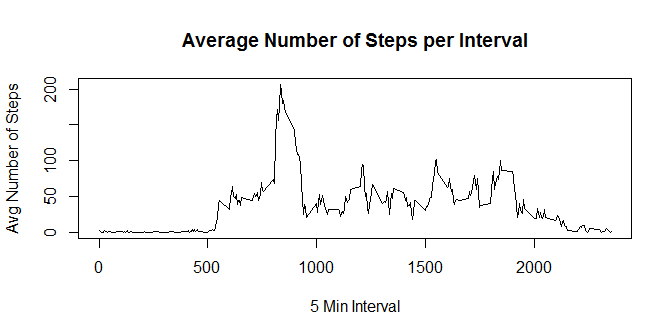 Average Number of Steps per Interval
Avg Number of Steps
200
100
50
0
0 500 1000 1500 2000
5 Min Interval